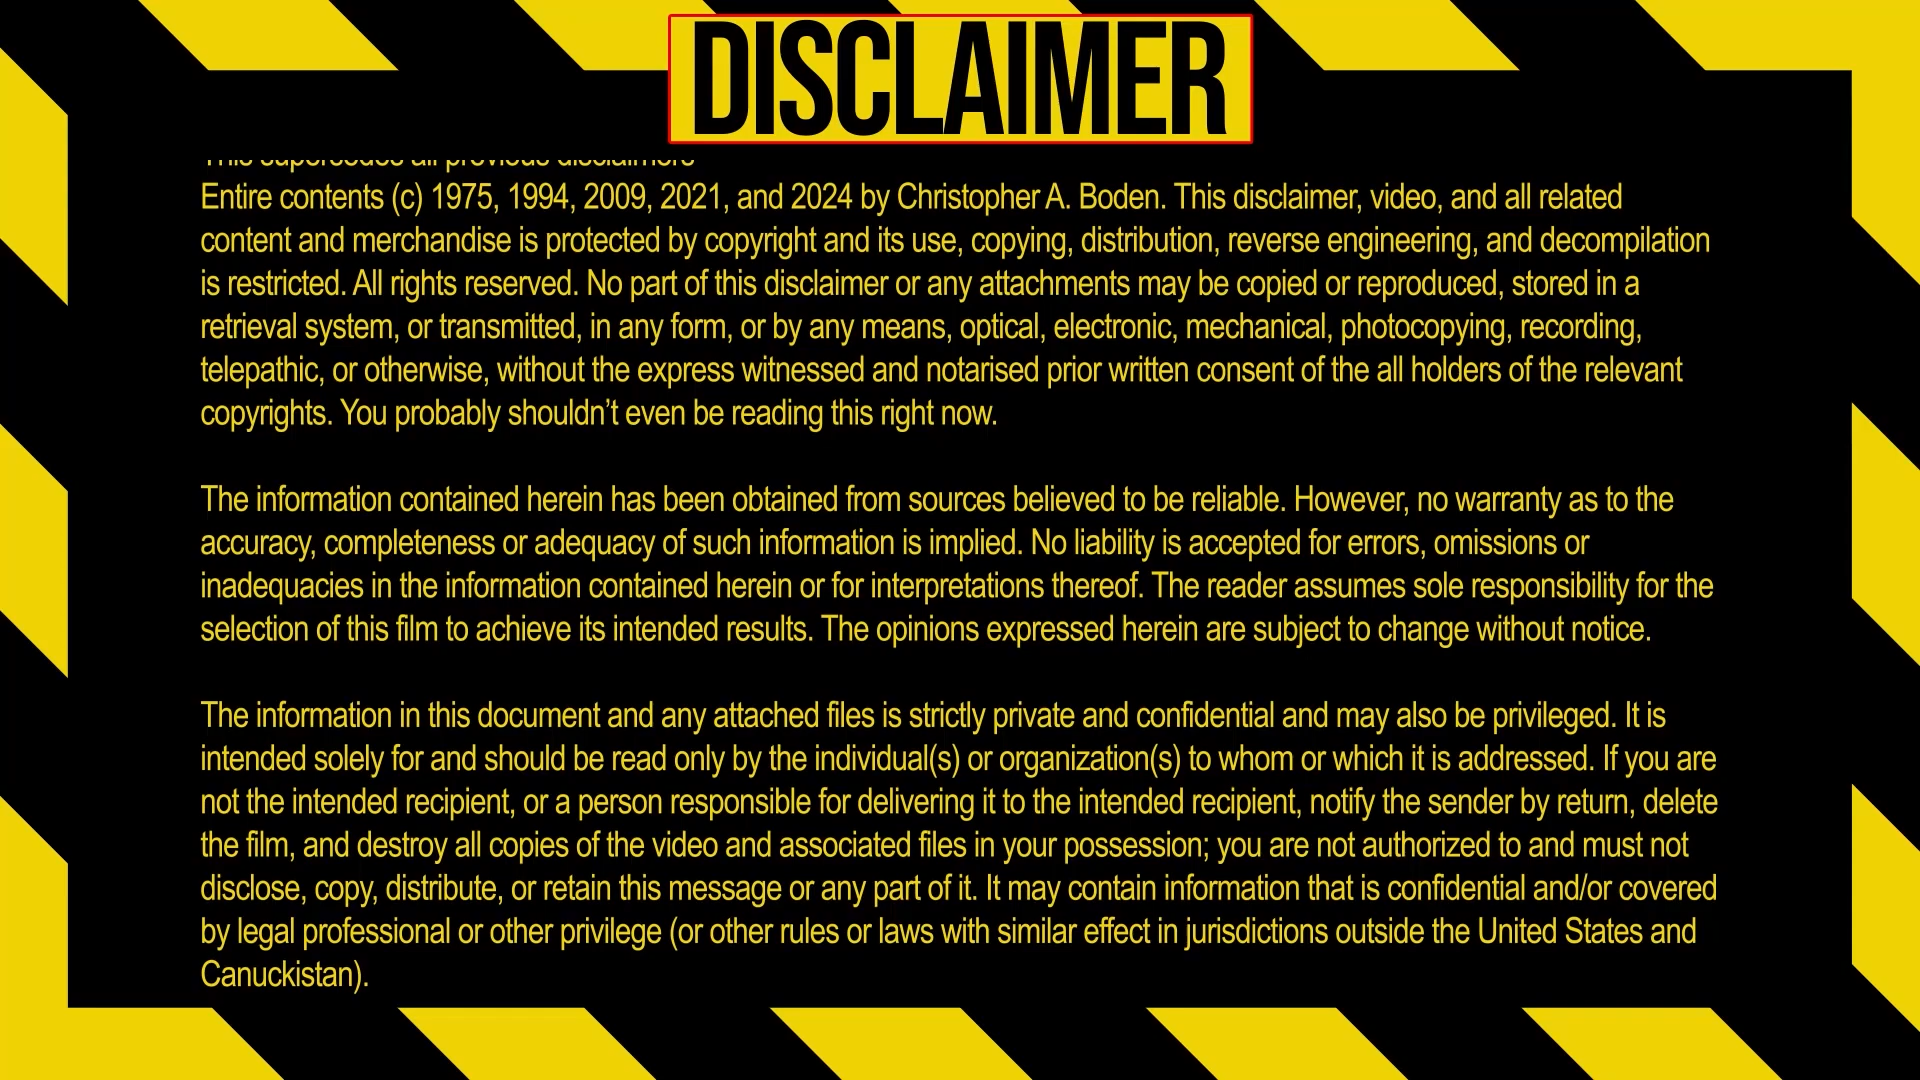 DISCLAIMER
This supersedes all previous disclaimers
Entire contents (c) 1975, 1994, 2009, 2021, and 2024 by Christopher A. Boden. This disclaimer, video, and all related
content and merchandise is protected by copyright and its use, copying, distribution, reverse engineering, and decompilation
is restricted. All rights reserved. No part of this disclaimer or any attachments may be copied or reproduced, stored in a
retrieval system, or transmitted, in any form, or by any means, optical, electronic, mechanical, photocopying, recording,
telepathic, or otherwise, without the express witnessed and notarised prior written consent of the all holders of the relevant
copyrights. You probably shouldn’t even be reading this right now.
The information contained herein has been obtained from sources believed to be reliable. However, no warranty as to the
accuracy, completeness or adequacy of such information is implied. No liability is accepted for errors, omissions or
inadequacies in the information contained herein or for interpretations thereof. The reader assumes sole responsibility for the
selection of this film to achieve its intended results. The opinions expressed herein are subject to change without notice.
The information in this document and any attached files is strictly private and confidential and may also be privileged. It is
intended solely for and should be read only by the individual(s) or organization(s) to whom or which it is addressed. If you are
not the intended recipient, or a person responsible for delivering it to the intended recipient, notify the sender by return, delete
the film, and destroy all copies of the video and associated files in your possession; you are not authorized to and must not
disclose, copy, distribute, or retain this message or any part of it. It may contain information that is confidential and/or covered
by legal professional or other privilege (or other rules or laws with similar effect in jurisdictions outside the United States and
Canuckistan).